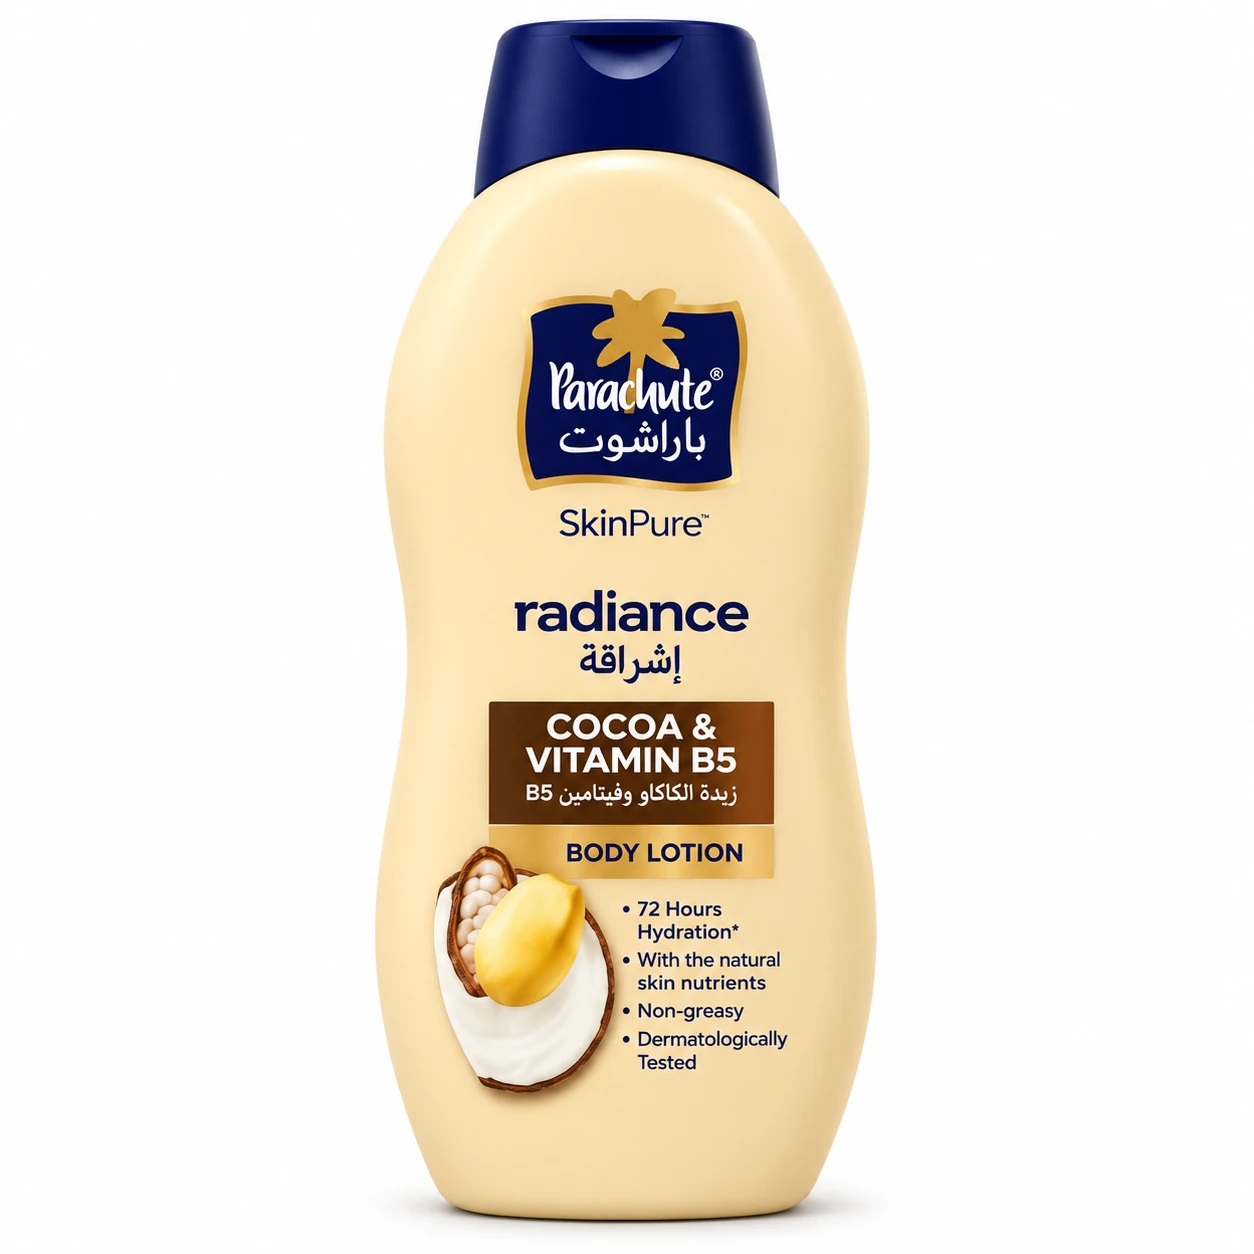 Parachute®
باراشوت
SkinPure™
radiance
إشراقة
COCOA &
VITAMIN B5
زبدة الكاكاو وفيتامين B5
BODY LOTION
• 72 Hours
Hydration*
• With the natural
skin nutrients
• Non-greasy
• Dermatologically
Tested